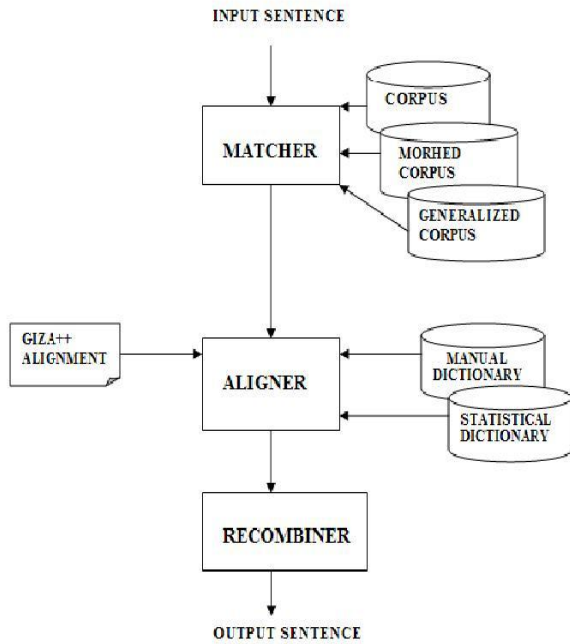 INPUT SENTENCE
CORPUS
MATCHER
MORHED
CORPUS
GENERALIZED
CORPUS
GIZA++
ALIGNMENT
ALIGNER
MANUAL
DICTIONARY
STATISTICAL
DICTIONARY
RECOMBINER
OUTPUT SENTENCE